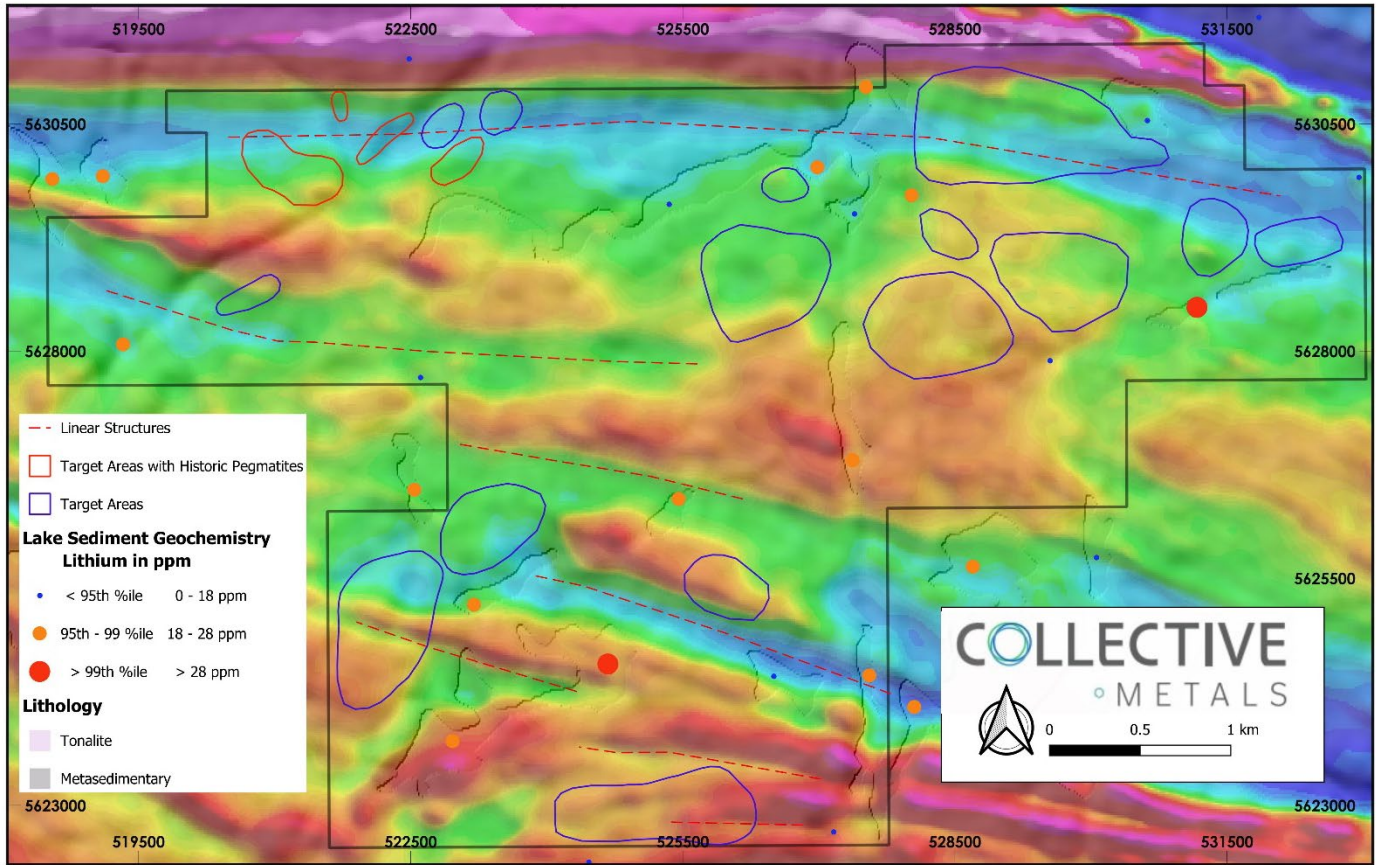 519500 522500 525500 528500 531500
5630500 5630500
5628000 5628000
Linear Structures
Target Areas with Historic Pegmatites
Target Areas
Lake Sediment Geochemistry
Lithium in ppm
< 95th %ile 0 - 18 ppm
95th - 99 %ile 18 - 28 ppm
> 99th %ile > 28 ppm
Lithology
Tonalite
Metasedimentary
5625500
COLLECTIVE
METALS
0 0.5 1 km
5623000 5623000
519500 522500 525500 528500 531500